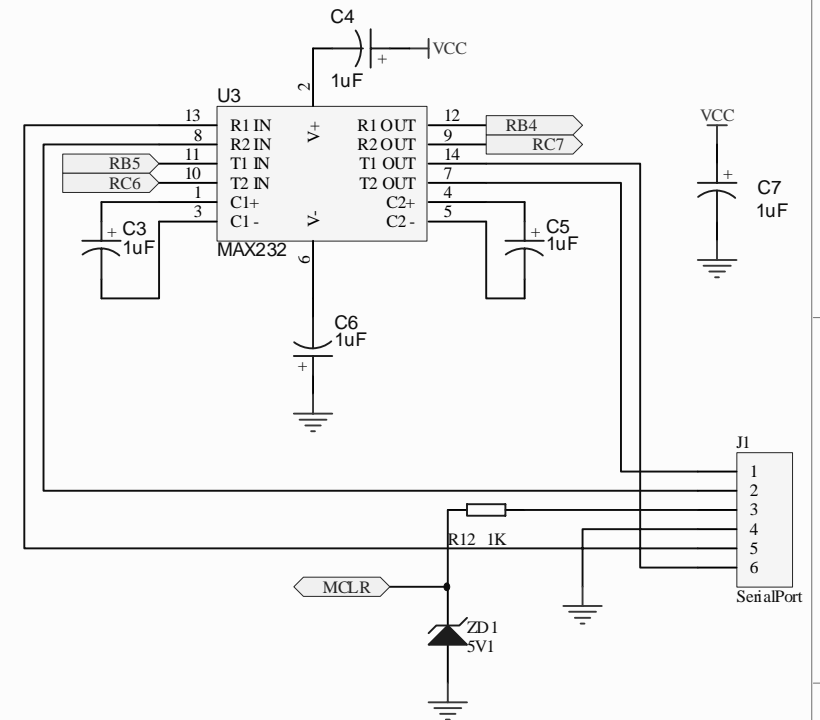 C4
VCC
1uF
+
2
U3
13 R1 IN V+ R1 OUT 12 RB4
8 R2 IN R2 OUT 9 RC7
RB5 11 T1 IN T1 OUT 14
RC6 10 T2 IN T2 OUT 7
1 C1+ C2+ 4
3 C1- V- C2- 5
MAX232
6
+ C3
1uF
+ C5
1uF
VCC
+
C7
1uF
C6
1uF
+
J1
1
2
3
4
5
6
SerialPort
R12 1K
MCLR
ZD1
5V1